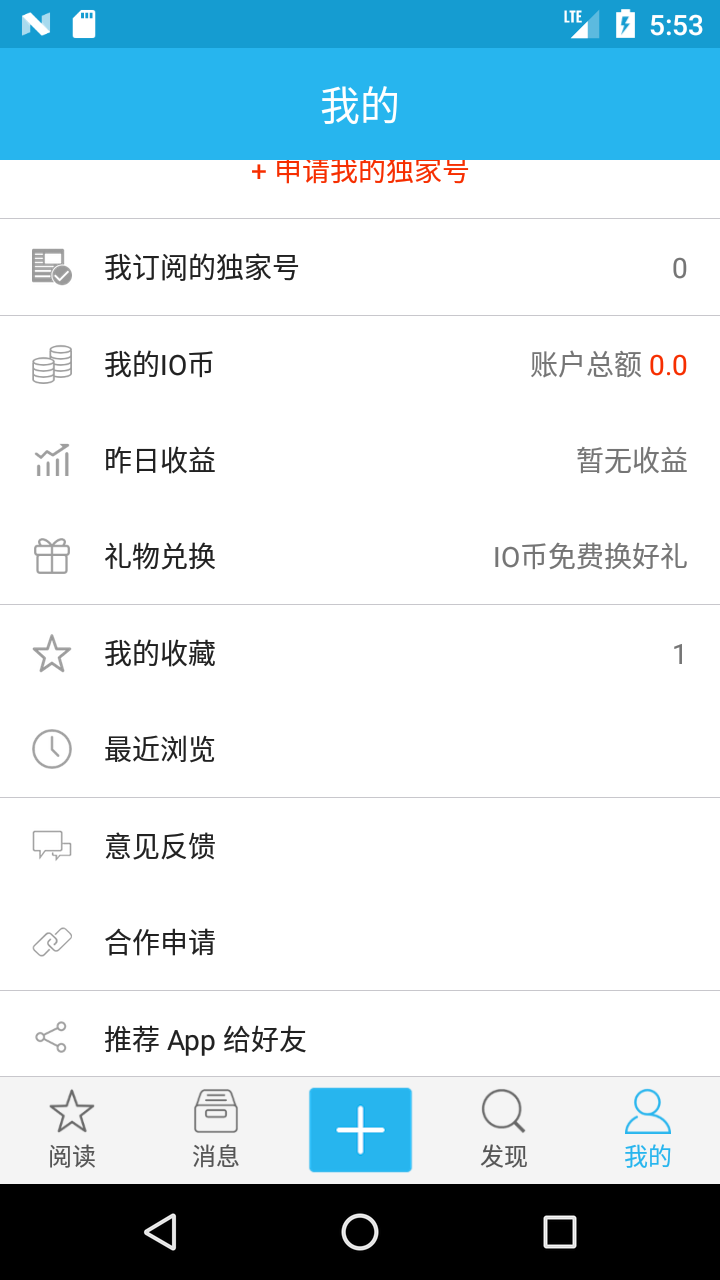 LTE 5:53
我的
+ 申请我的独家号
我订阅的独家号 0
我的IO币 账户总额 0.0
昨日收益 暂无收益
礼物兑换 IO币免费换好礼
我的收藏 1
最近浏览
意见反馈
合作申请
推荐 App 给好友
阅读 消息 发现 我的